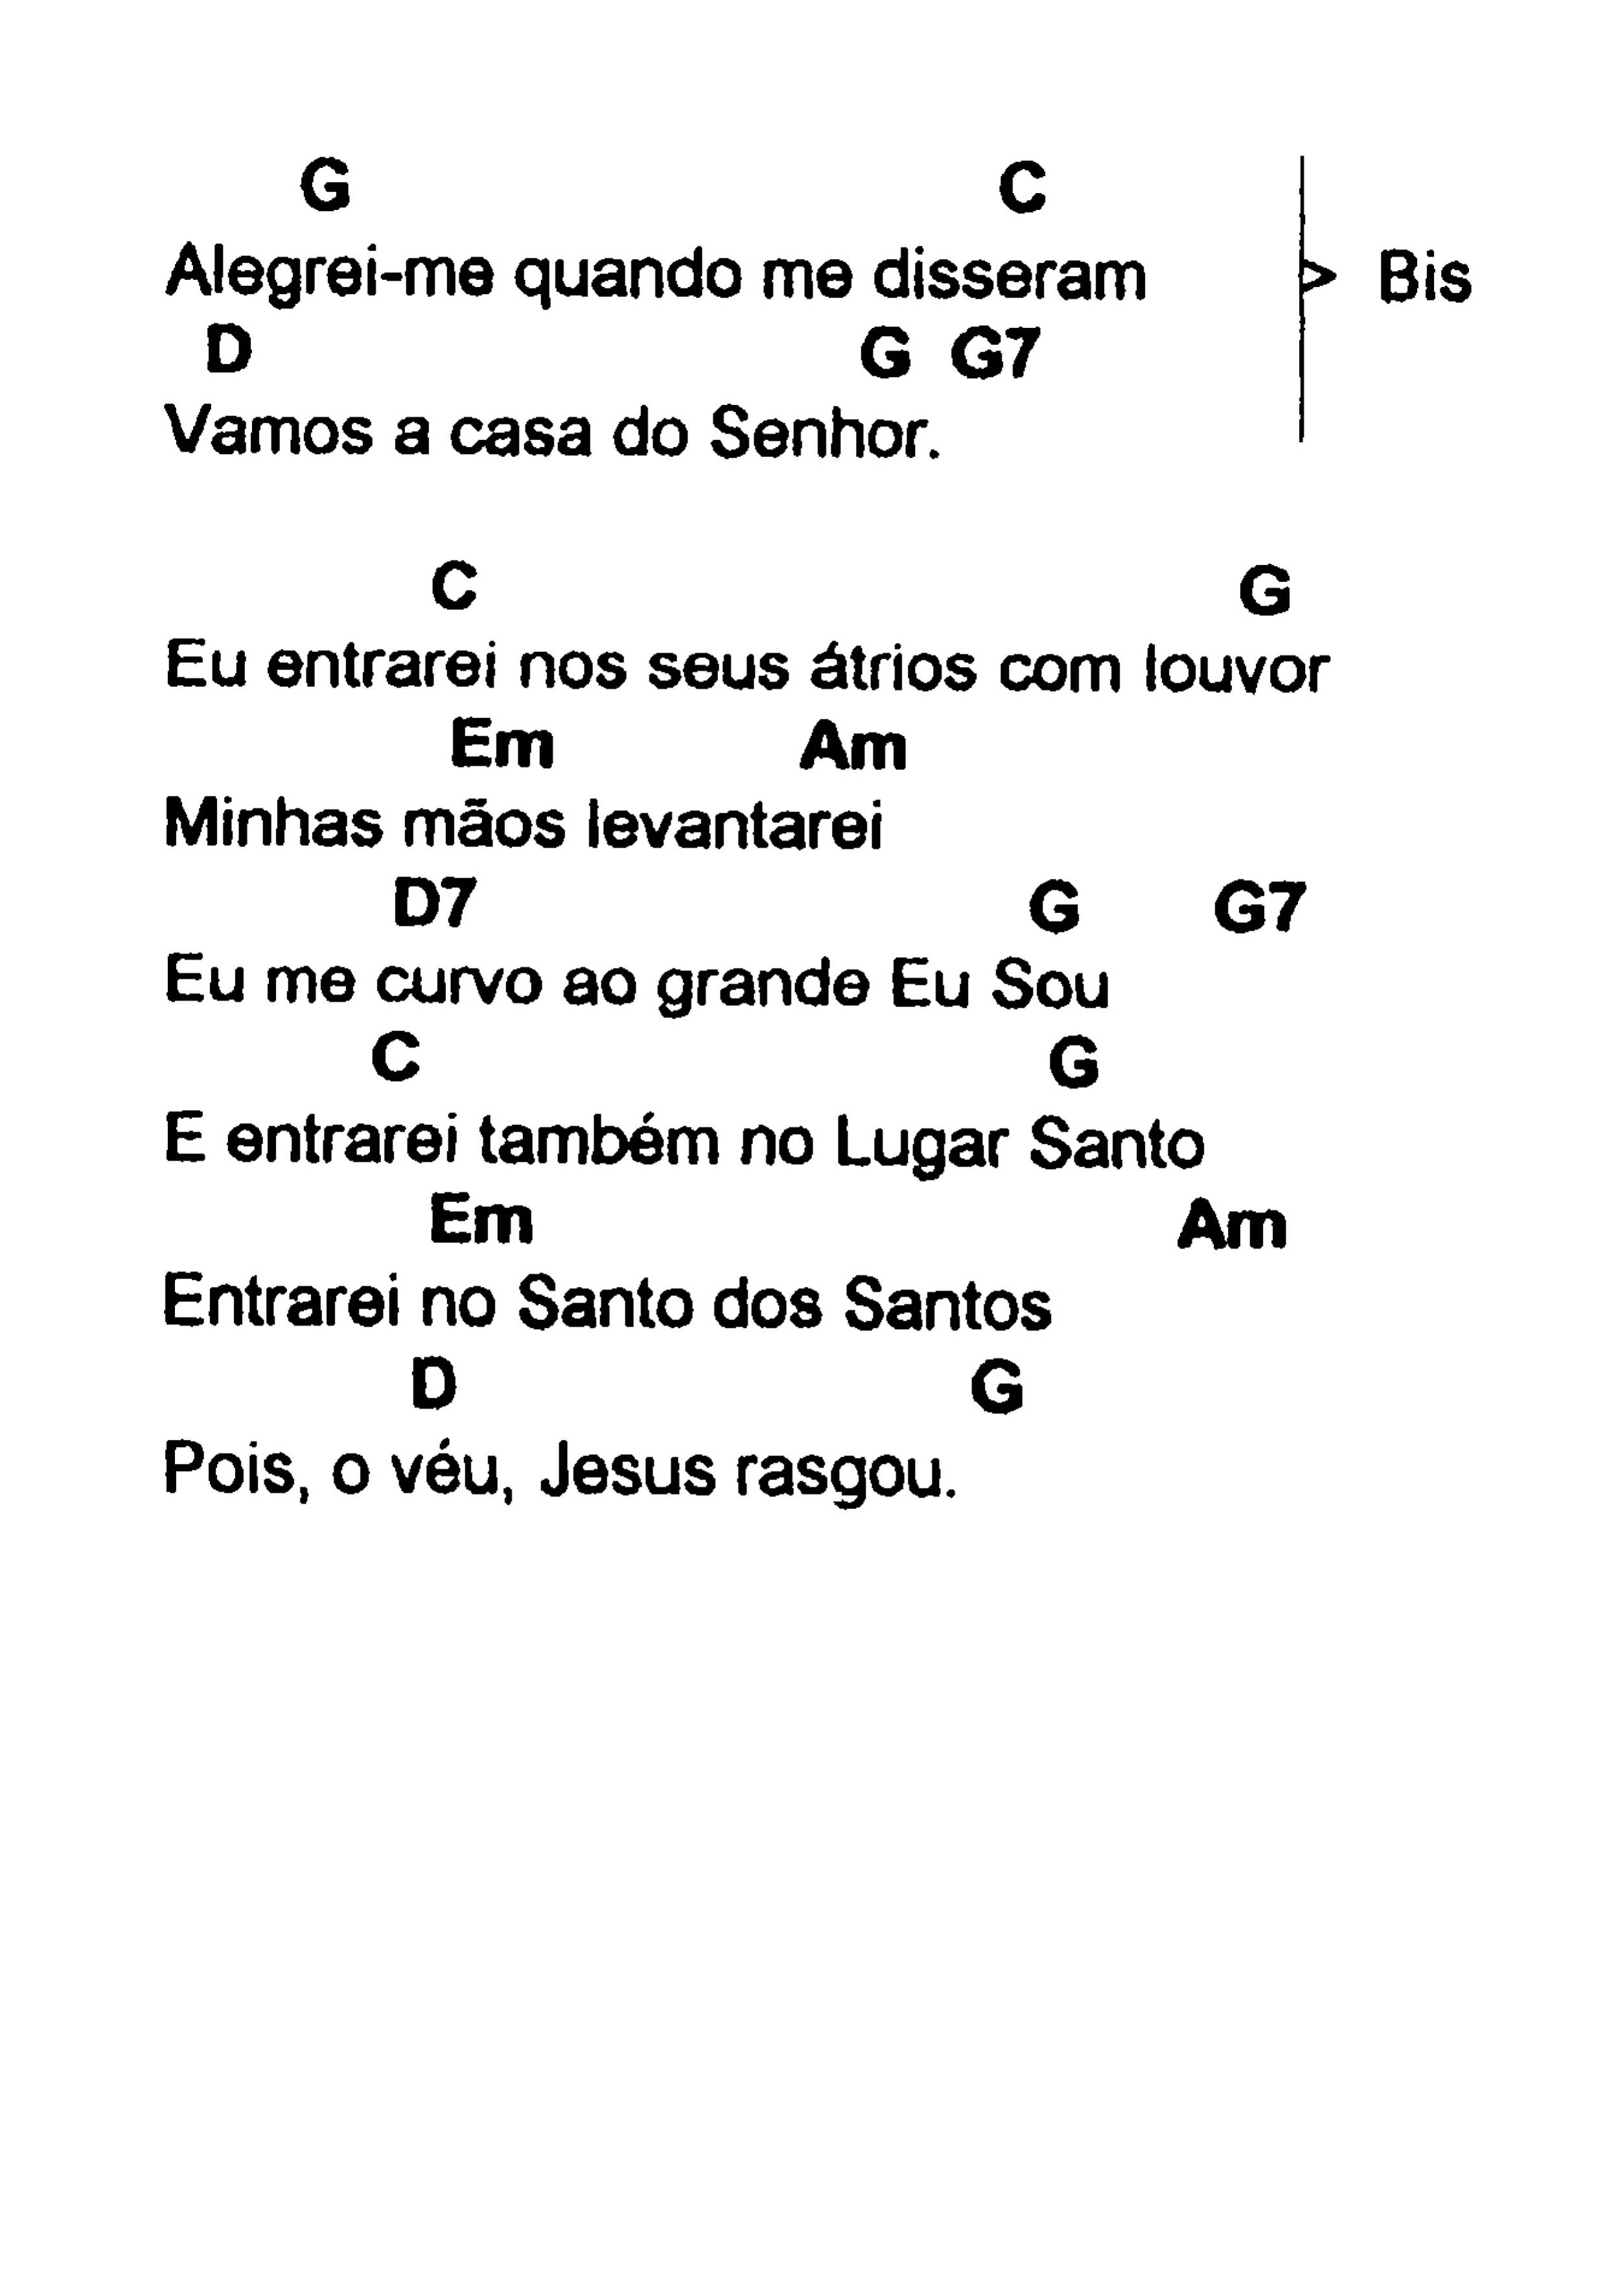 G C
Alegrei-me quando me disseram > Bis
D G G7
Vamos a casa do Senhor.
C G
Eu entrarei nos seus átrios com louvor
Em Am
Minhas mãos levantarei
D7 G G7
Eu me curvo ao grande Eu Sou
C G
E entrarei também no Lugar Santo
Em Am
Entrarei no Santo dos Santos
D G
Pois, o véu, Jesus rasgou.